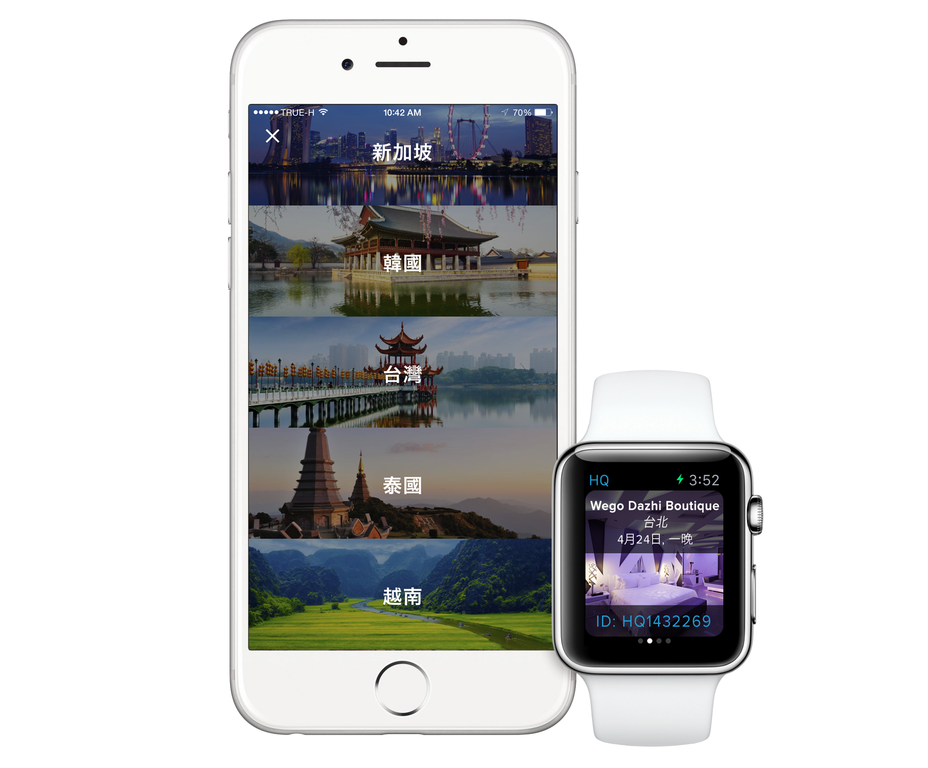 TRUE-H 10:42 AM 70%
新加坡
韓國
台灣
泰國
越南
HQ 3:52
Wego Dazhi Boutique
台北
4月24日, 一晚
ID: HQ1432269